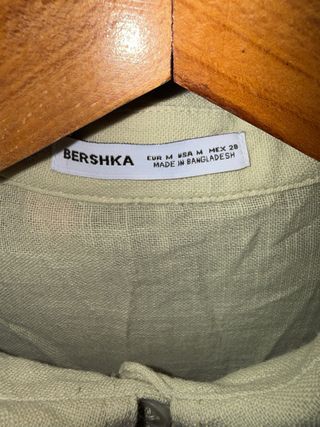 BERSHKA
EUR M USA M MEX 28
MADE IN BANGLADESH